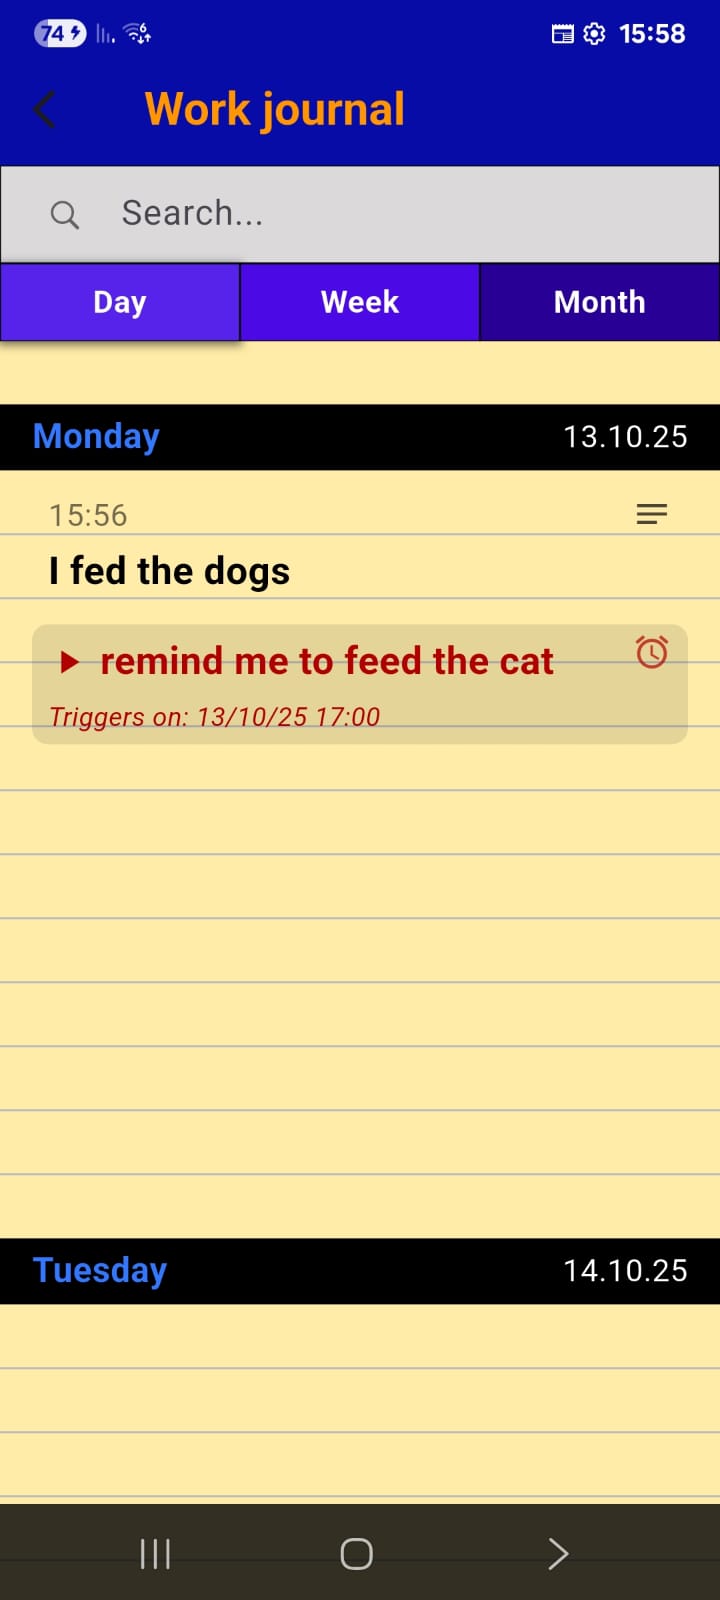 74 15:58
Work journal
Search...
Day Week Month
Monday 13.10.25
15:56
I fed the dogs
remind me to feed the cat
Triggers on: 13/10/25 17:00
Tuesday 14.10.25